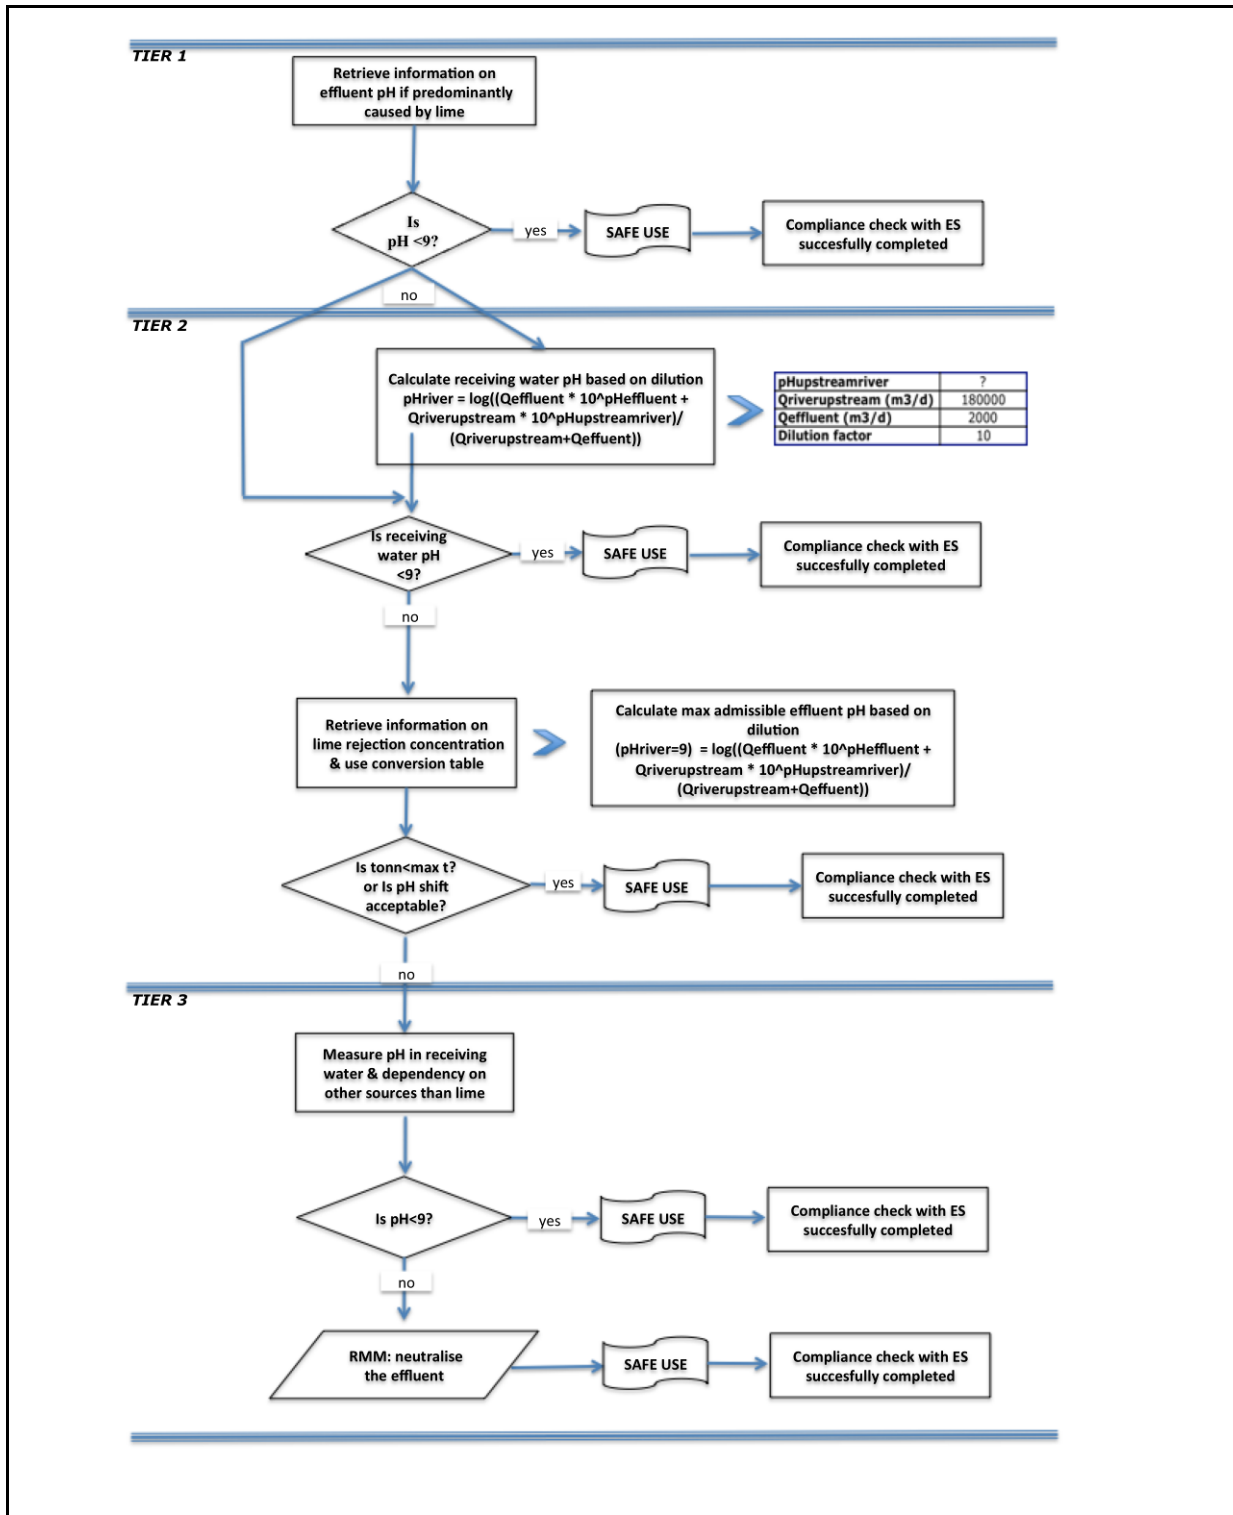 TIER 1
Retrieve information on
effluent pH if predominantly
caused by lime
Is
pH <9?
yes
SAFE USE
Compliance check with ES
succesfully completed
no
TIER 2
Calculate receiving water pH based on dilution
pHriver = log((Qeffluent * 10^pHeffluent +
Qriverupstream * 10^pHupstreamriver)/
(Qriverupstream+Qeffuent))
pHupstreamriver ?
Qriverupstream (m3/d) 180000
Qeffluent (m3/d) 2000
Dilution factor 10
Is receiving
water pH
<9?
yes
SAFE USE
Compliance check with ES
succesfully completed
no
Retrieve information on
lime rejection concentration
& use conversion table
Calculate max admissible effluent pH based on
dilution
(pHriver=9) = log((Qeffluent * 10^pHeffluent +
Qriverupstream * 10^pHupstreamriver)/
(Qriverupstream+Qeffuent))
Is tonn<max t?
or Is pH shift
acceptable?
yes
SAFE USE
Compliance check with ES
succesfully completed
no
TIER 3
Measure pH in receiving
water & dependency on
other sources than lime
Is pH<9?
yes
SAFE USE
Compliance check with ES
succesfully completed
no
RMM: neutralise
the effluent
SAFE USE
Compliance check with ES
succesfully completed